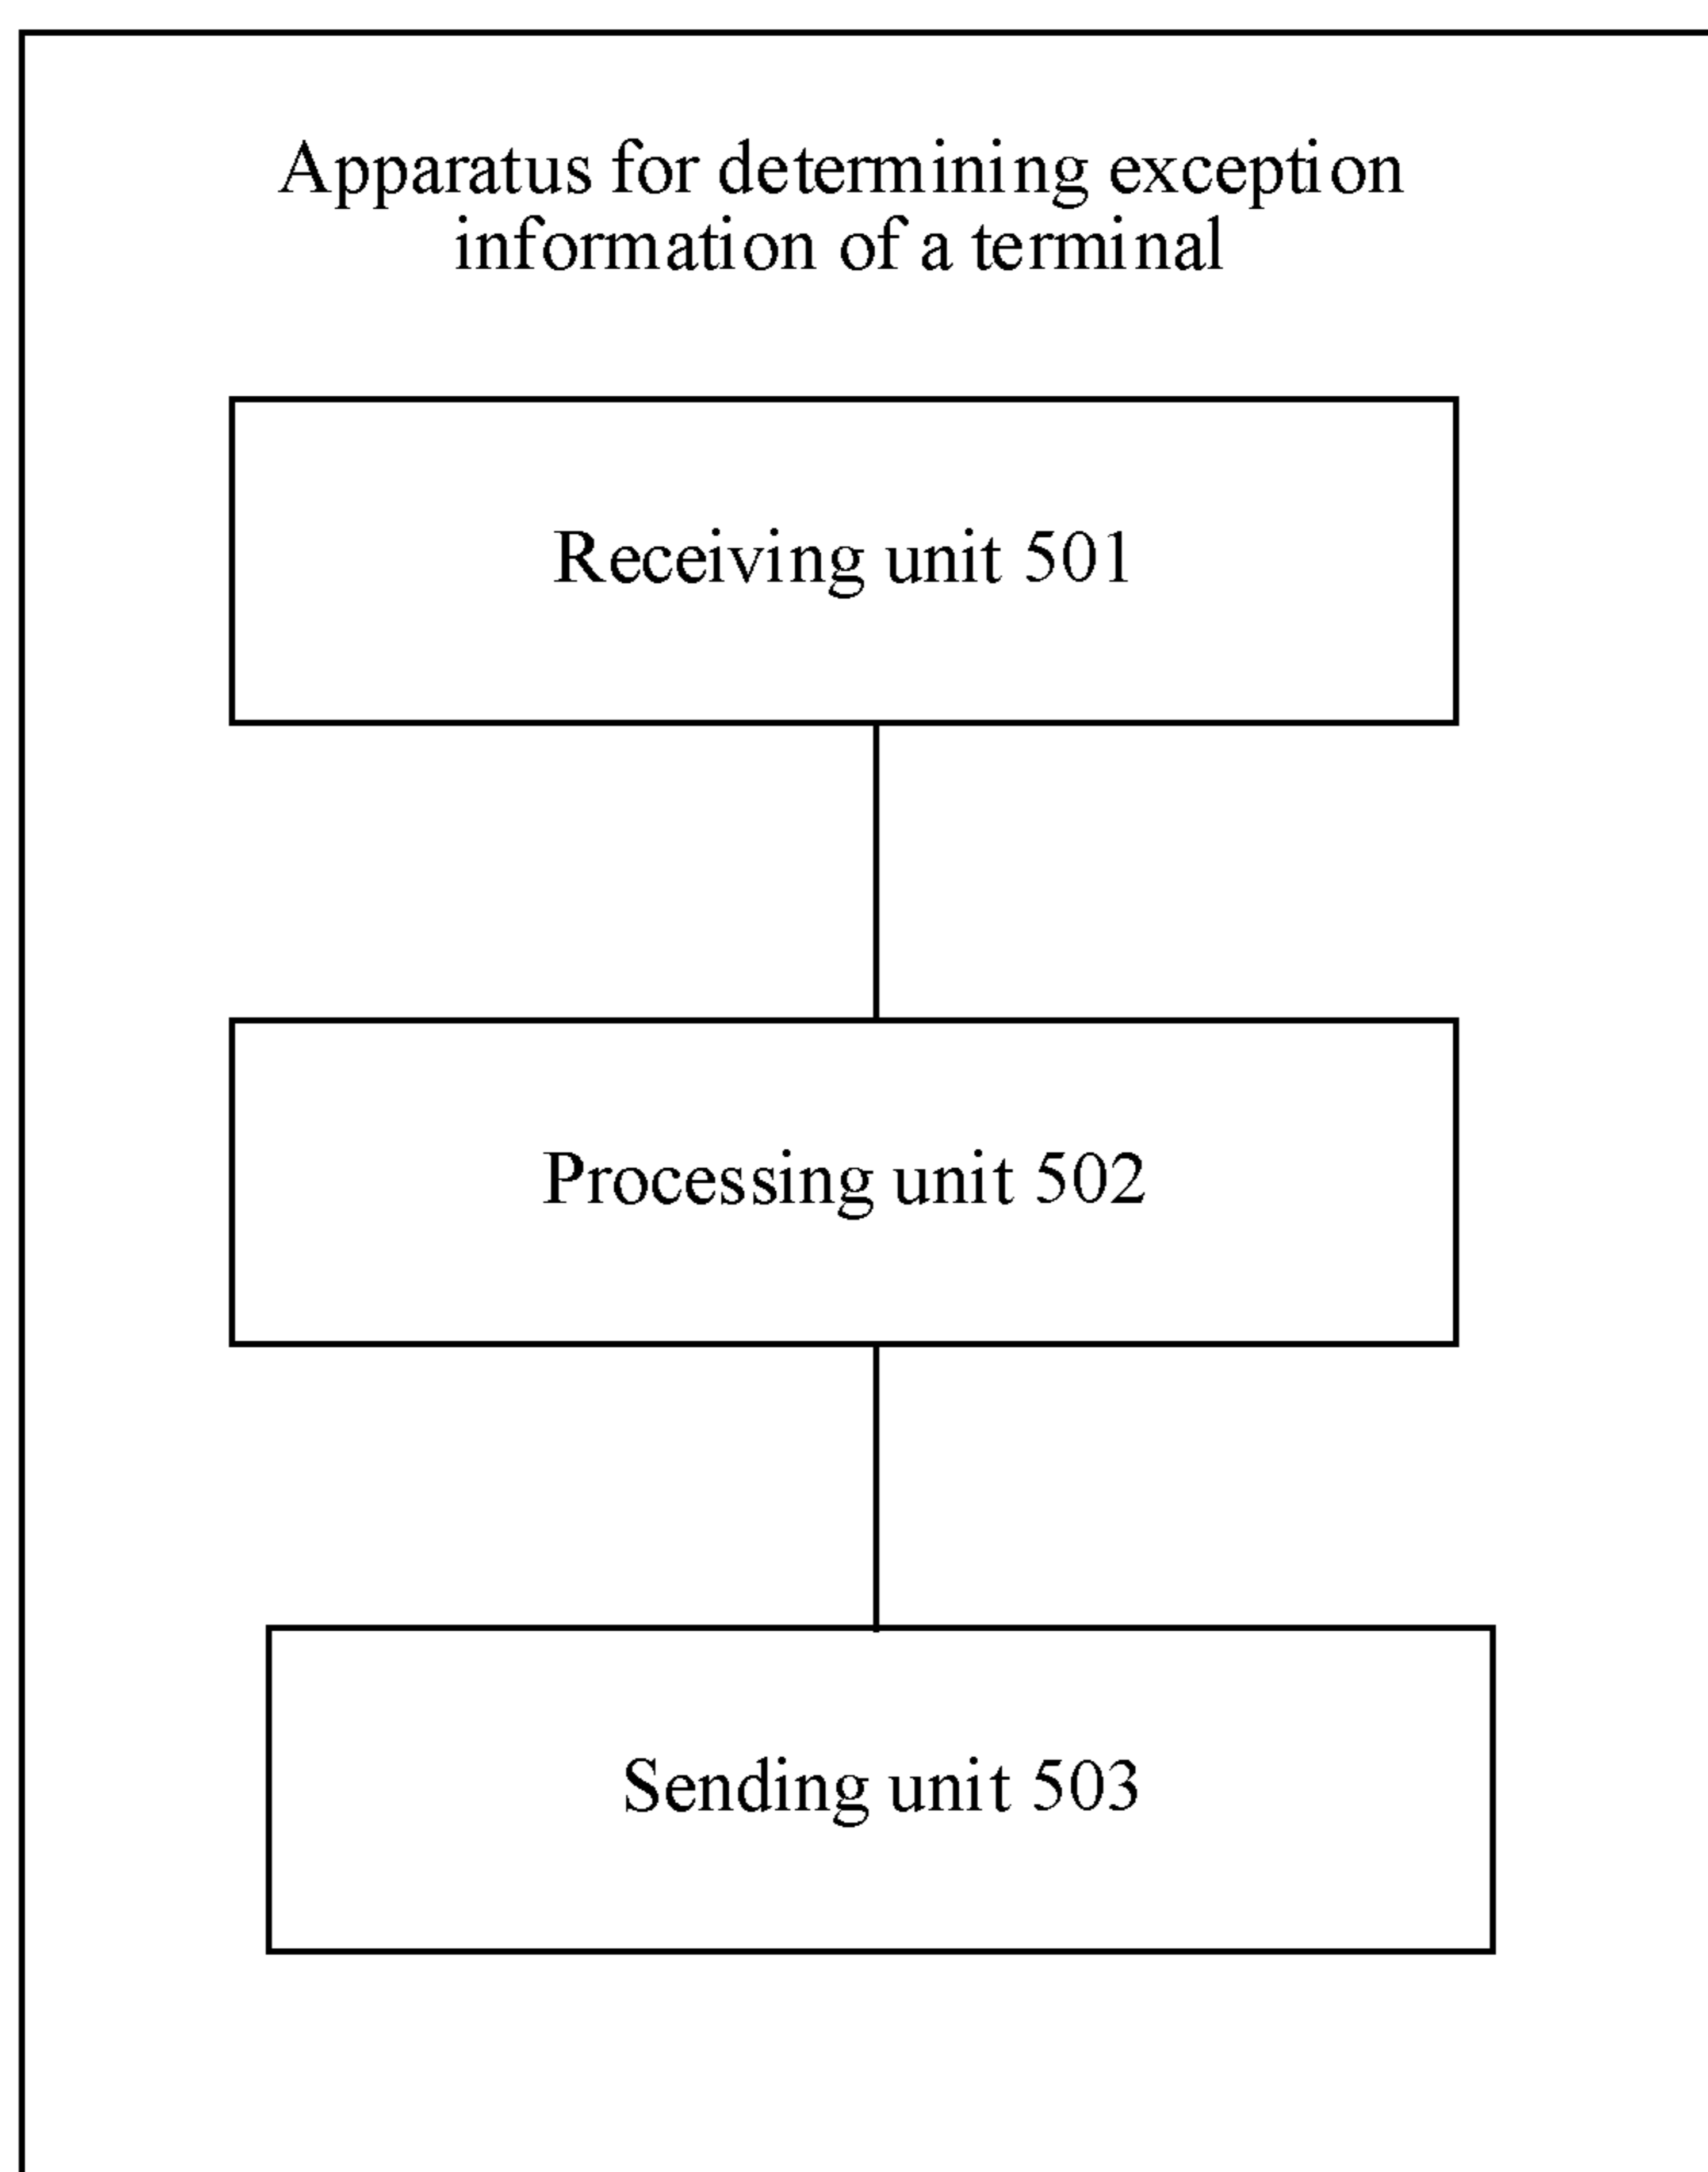 Apparatus for determining exception
information of a terminal
Receiving unit 501
Processing unit 502
Sending unit 503